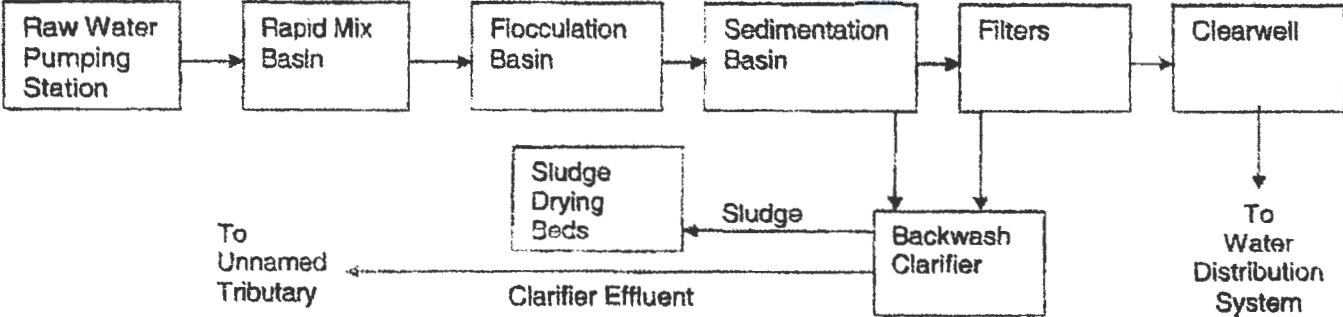 Raw Water
Pumping
Station
Rapid Mix
Basin
Flocculation
Basin
Sedimentation
Basin
Filters
Clearwell
Sludge
Drying
Beds
Sludge
Backwash
Clarifier
To
Unnamed
Tributary
Clarifier Effluent
To
Water
Distribution
System